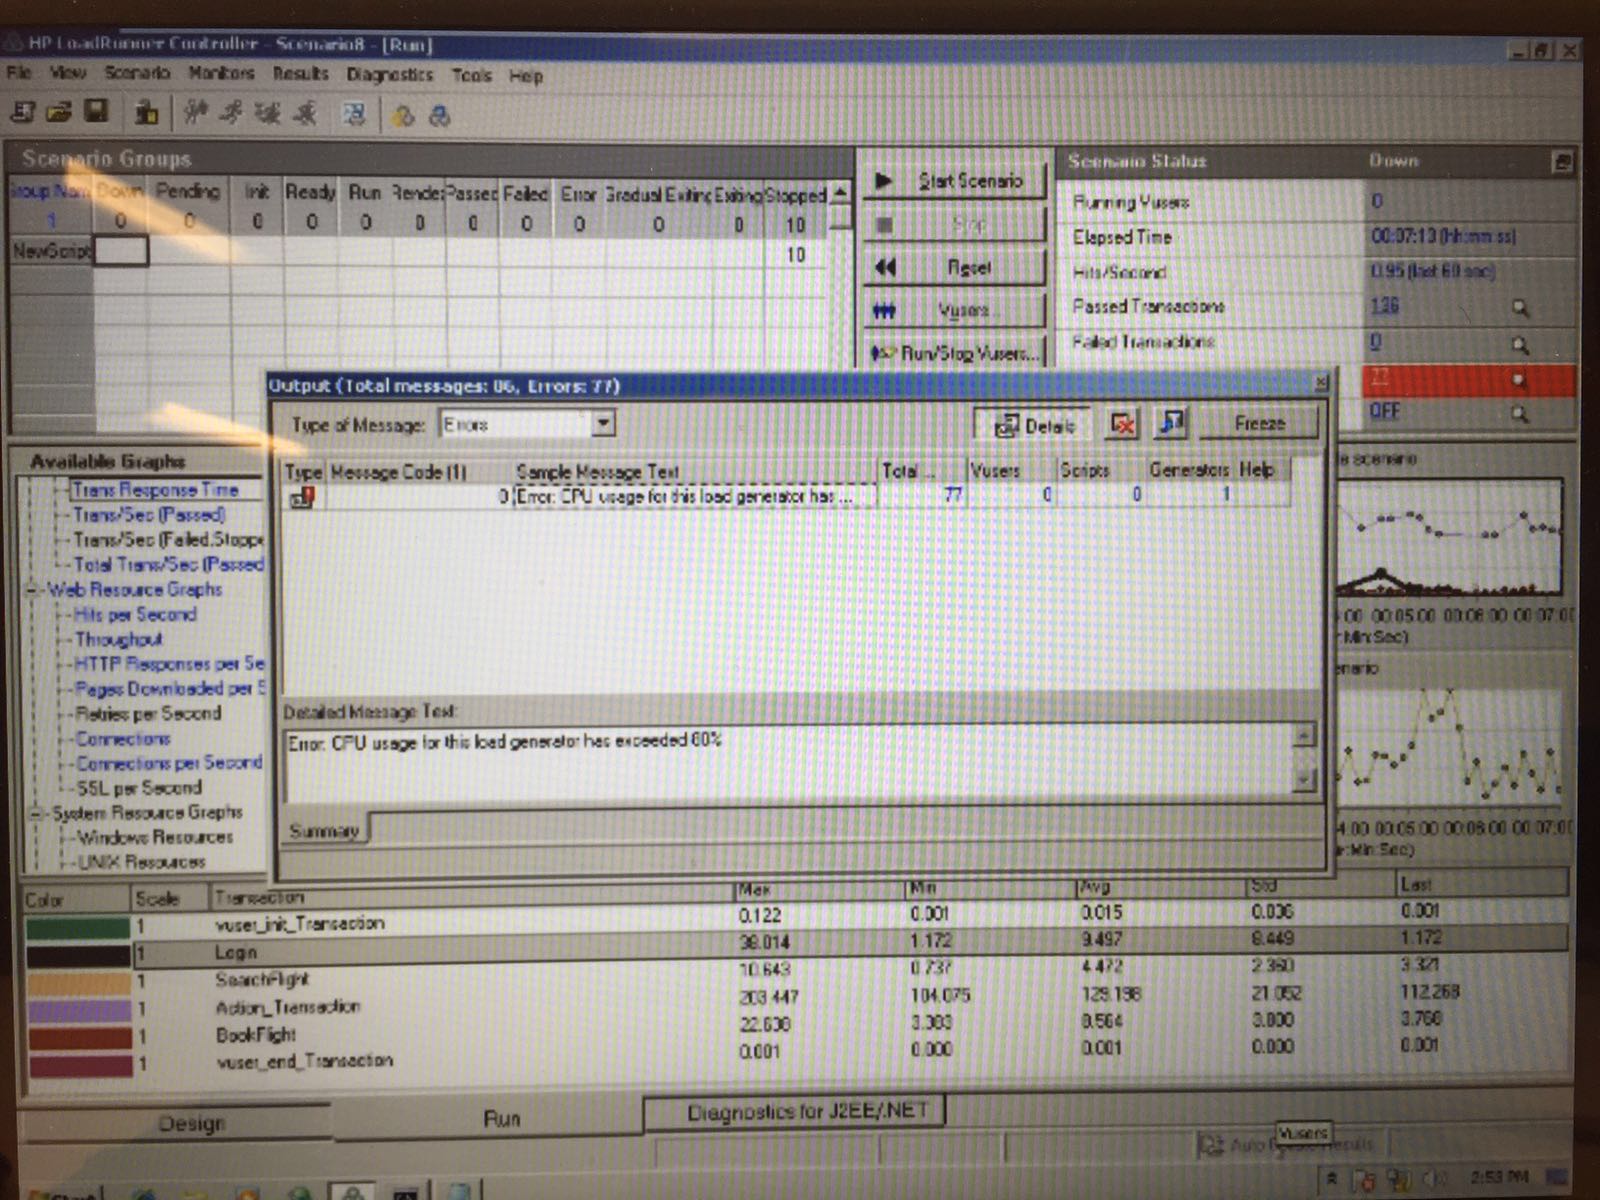 HP LoadRunner Controller - Scenario8 - [Run]
File View Scenario Monitors Results Diagnostics Tools Help
Scenario Groups
Group Nam Down Pending Init Ready Run Rendez Passed Failed Error Gradual Exiting Exiting Stopped
1 0 0 0 0 0 0 0 0 0 0 0 10
NewScript 10
Start Scenario
Stop
Reset
Vusers...
Run/Stop Vusers...
Scenario Status Down
Running Vusers 0
Elapsed Time 00:07:13 (hh:mm:ss)
Hits/Second 0.95 (last 60 sec)
Passed Transactions 136
Failed Transactions 0
77
OFF
Output (Total messages: 86, Errors: 77)
Type of Message: Errors Details Freeze
Type Message Code (1) Sample Message Text Total ... Vusers Scripts Generators Help
0 Error: CPU usage for this load generator has ... 77 0 0 1
Detailed Message Text:
Error: CPU usage for this load generator has exceeded 80%
Summary
Available Graphs
Trans Response Time
Trans/Sec (Passed)
Trans/Sec (Failed,Stoppe
Total Trans/Sec (Passed
Web Resource Graphs
Hits per Second
Throughput
HTTP Responses per Se
Pages Downloaded per S
Retries per Second
Connections
Connections per Second
SSL per Second
System Resource Graphs
Windows Resources
UNIX Resources
e scenario
:00 00:05:00 00:06:00 00:07:00
r:Min:Sec)
enario
4:00 00:05:00 00:06:00 00:07:00
r:Min:Sec)
Color Scale Transaction Max Min Avg Std Last
1 vuser_init_Transaction 0.122 0.001 0.015 0.036 0.001
1 Login 38.014 1.172 9.497 8.449 1.172
1 SearchFlight 10.643 0.737 4.472 2.360 3.321
1 Action_Transaction 203.447 104.075 129.198 21.052 112.268
1 BookFlight 22.638 3.383 8.564 3.800 3.768
1 vuser_end_Transaction 0.001 0.000 0.001 0.000 0.001
Design Run Diagnostics for J2EE/.NET
Vusers
Auto Results
Start 2:53 PM